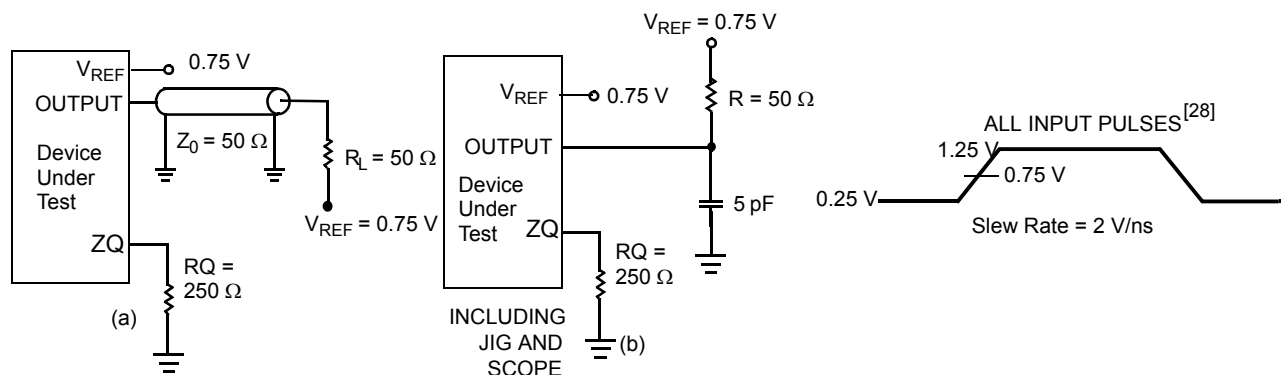 V_REF
0.75 V
OUTPUT
Z_0 = 50 Ω
Device
Under
Test
R_L = 50 Ω
V_REF = 0.75 V
ZQ
RQ =
250 Ω
(a)
V_REF = 0.75 V
V_REF
0.75 V
R = 50 Ω
OUTPUT
Device
Under
Test
5 pF
ZQ
RQ =
250 Ω
INCLUDING
JIG AND
SCOPE
(b)
ALL INPUT PULSES[28]
1.25 V
0.75 V
0.25 V
Slew Rate = 2 V/ns